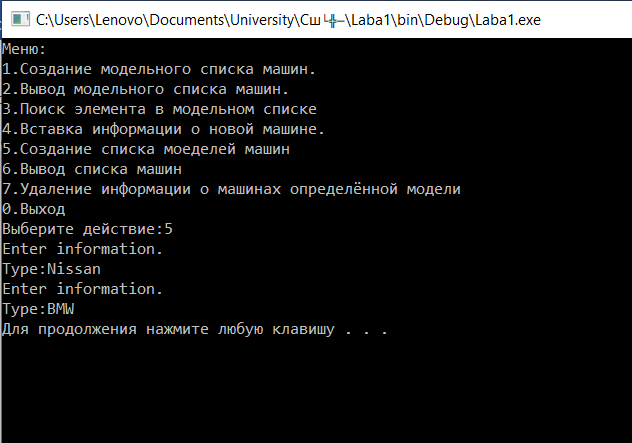 C:\Users\Lenovo\Documents\University\Сш└╬─\Laba1\bin\Debug\Laba1.exe
Меню:
1.Создание модельного списка машин.
2.Вывод модельного списка машин.
3.Поиск элемента в модельном списке
4.Вставка информации о новой машине.
5.Создание списка моеделей машин
6.Вывод списка машин
7.Удаление информации о машинах определённой модели
0.Выход
Выберите действие:5
Enter information.
Type:Nissan
Enter information.
Type:BMW
Для продолжения нажмите любую клавишу . . .